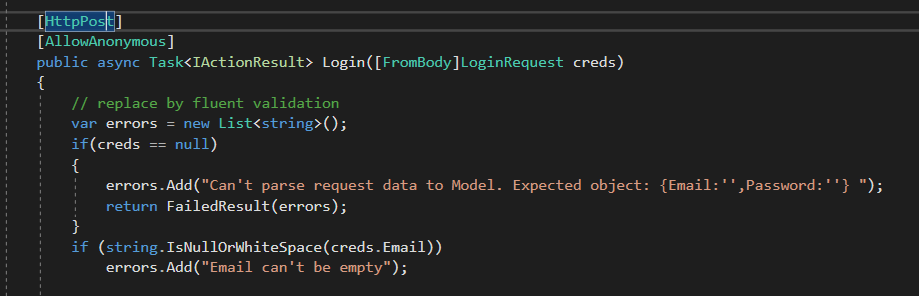 [HttpPost]
[AllowAnonymous]
public async Task<IActionResult> Login([FromBody]LoginRequest creds)
{
// replace by fluent validation
var errors = new List<string>();
if(creds == null)
{
errors.Add("Can't parse request data to Model. Expected object: {Email:'',Password:''} ");
return FailedResult(errors);
}
if (string.IsNullOrWhiteSpace(creds.Email))
errors.Add("Email can't be empty");